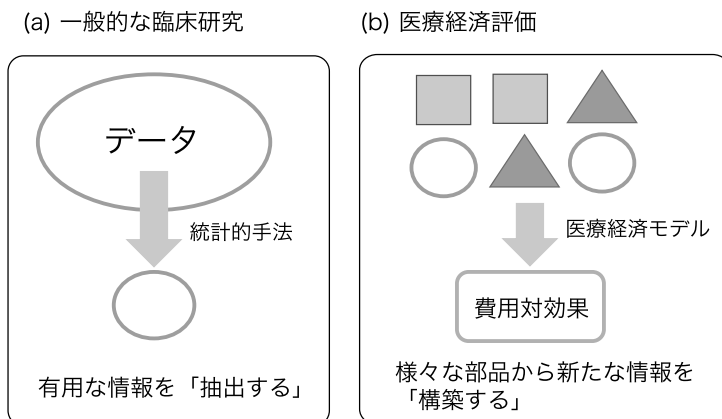 (a) 一般的な臨床研究
データ
統計的手法
有用な情報を「抽出する」
(b) 医療経済評価
医療経済モデル
費用対効果
様々な部品から新たな情報を
「構築する」